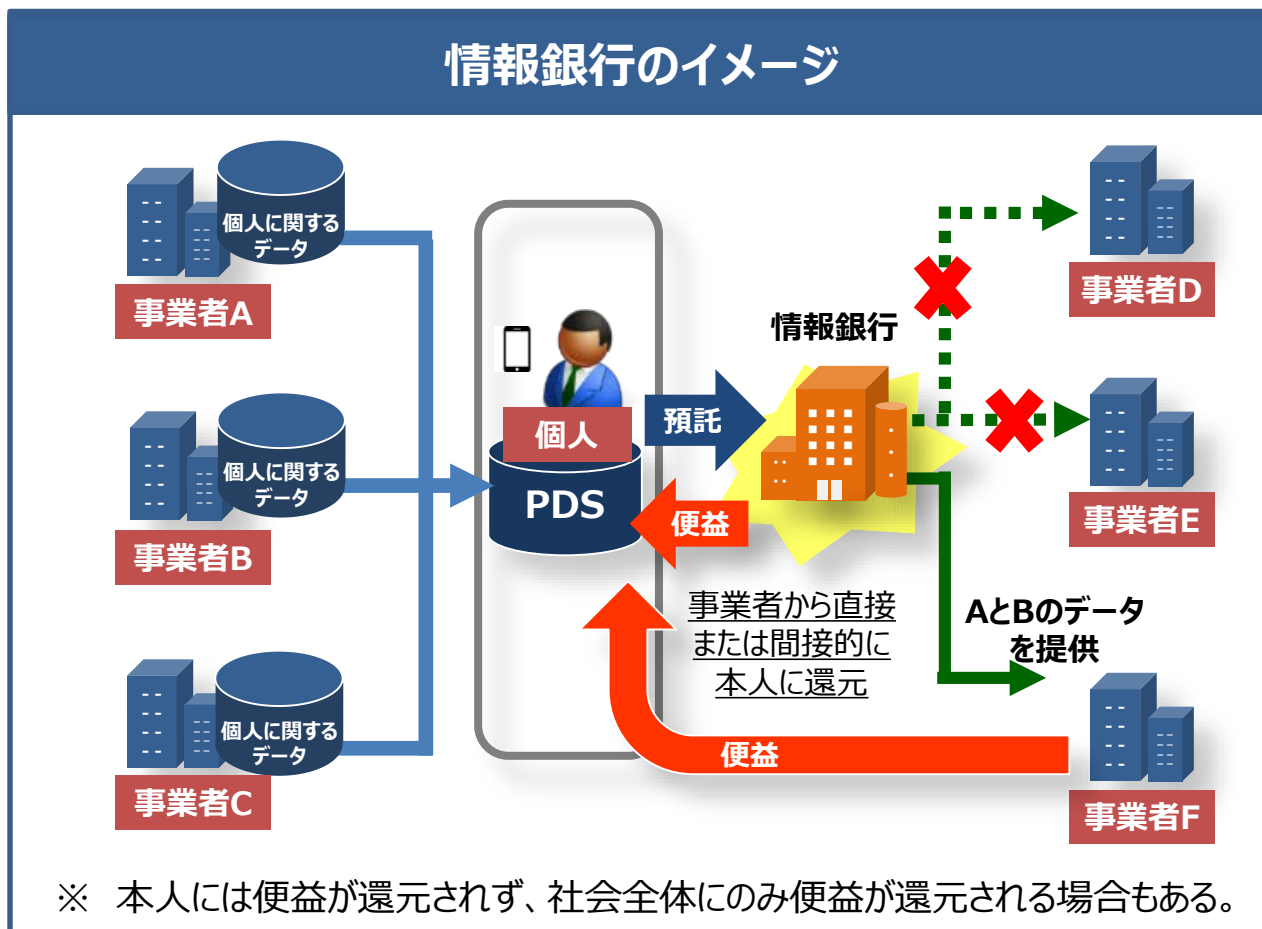 情報銀行のイメージ
個人に関する
データ
事業者A
個人に関する
データ
事業者B
個人に関する
データ
事業者C
個人
PDS
預託
便益
情報銀行
事業者から直接
または間接的に
本人に還元
便益
AとBのデータ
を提供
事業者D
事業者E
事業者F
※ 本人には便益が還元されず、社会全体にのみ便益が還元される場合もある。